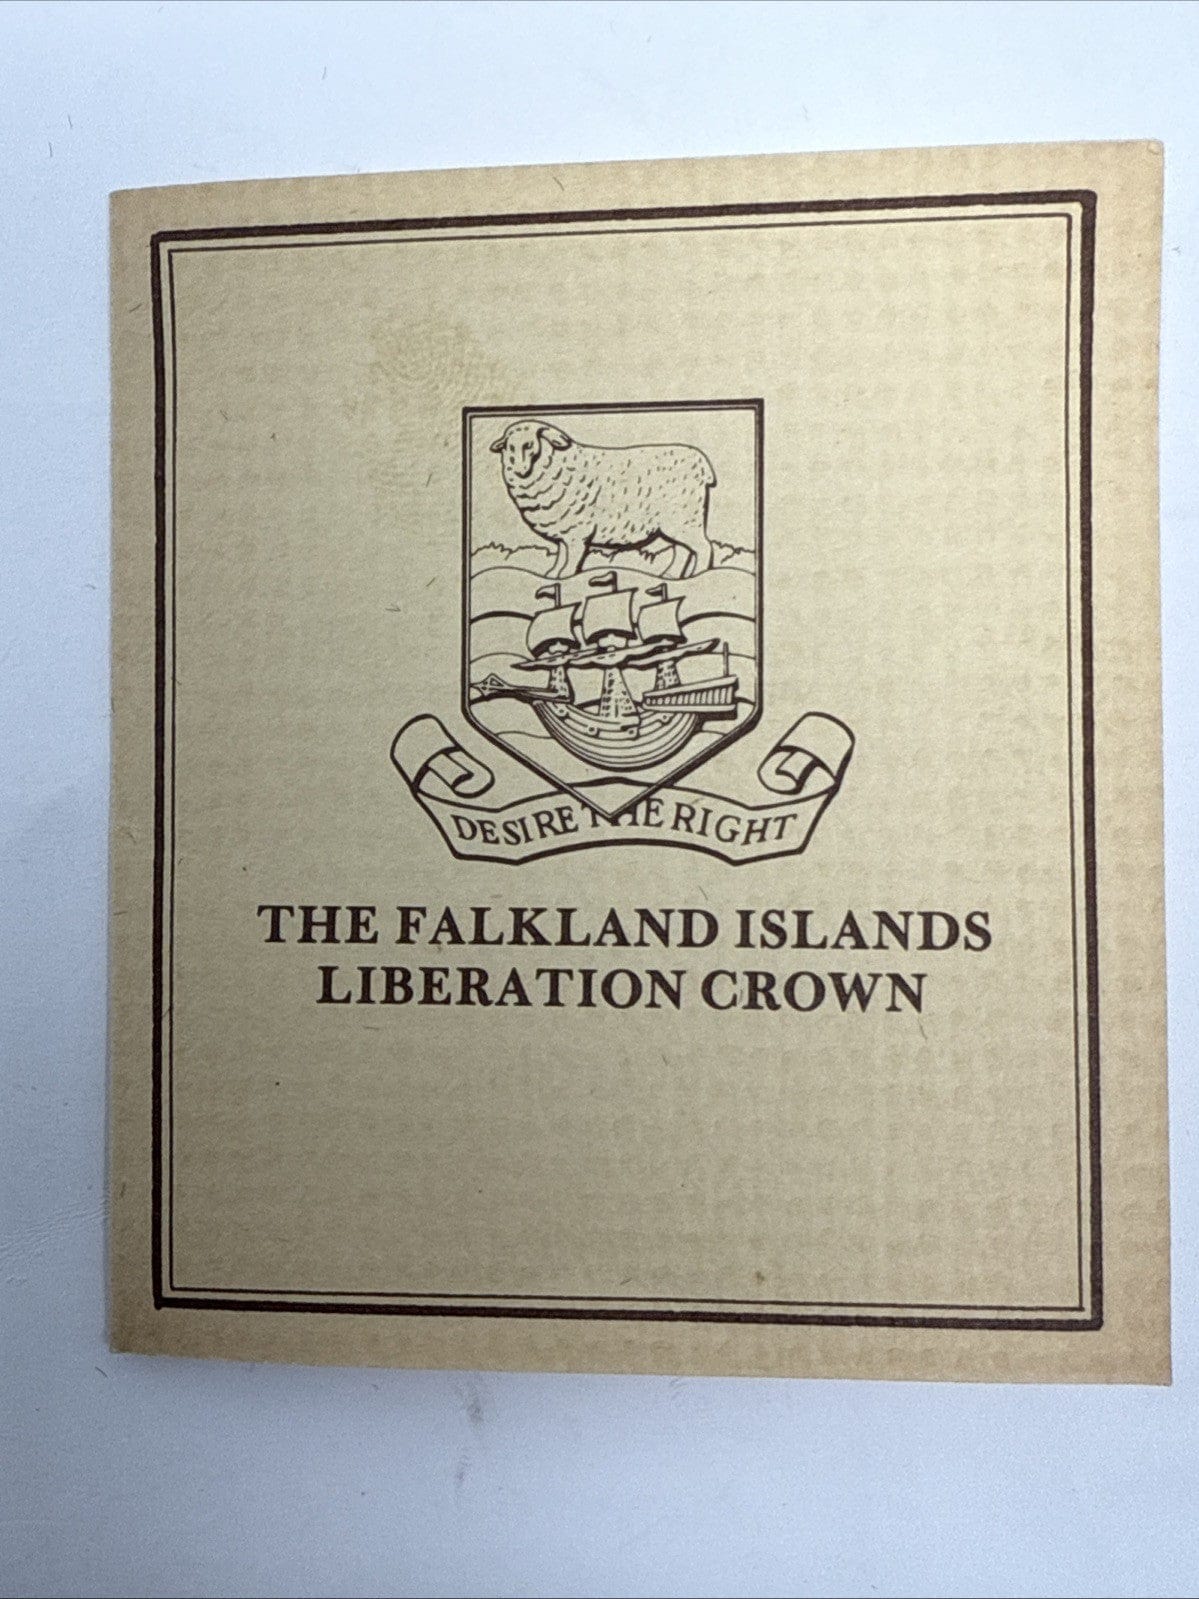 DESIRE THE RIGHT
THE FALKLAND ISLANDS
LIBERATION CROWN